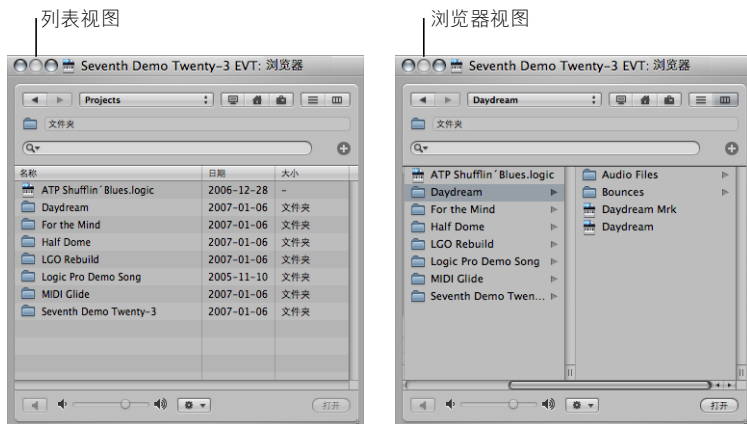 列表视图
浏览器视图
Seventh Demo Twenty-3 EVT: 浏览器
Projects
文件夹
名称 日期 大小
ATP Shufflin´Blues.logic 2006-12-28 –
Daydream 2007-01-06 文件夹
For the Mind 2007-01-06 文件夹
Half Dome 2007-01-06 文件夹
LGO Rebuild 2007-01-06 文件夹
Logic Pro Demo Song 2005-11-10 文件夹
MIDI Glide 2007-01-06 文件夹
Seventh Demo Twenty-3 2007-01-06 文件夹
打开
Seventh Demo Twenty-3 EVT: 浏览器
Daydream
文件夹
ATP Shufflin´Blues.logic
Daydream
For the Mind
Half Dome
LGO Rebuild
Logic Pro Demo Song
MIDI Glide
Seventh Demo Twen...
Audio Files
Bounces
Daydream Mrk
Daydream
打开